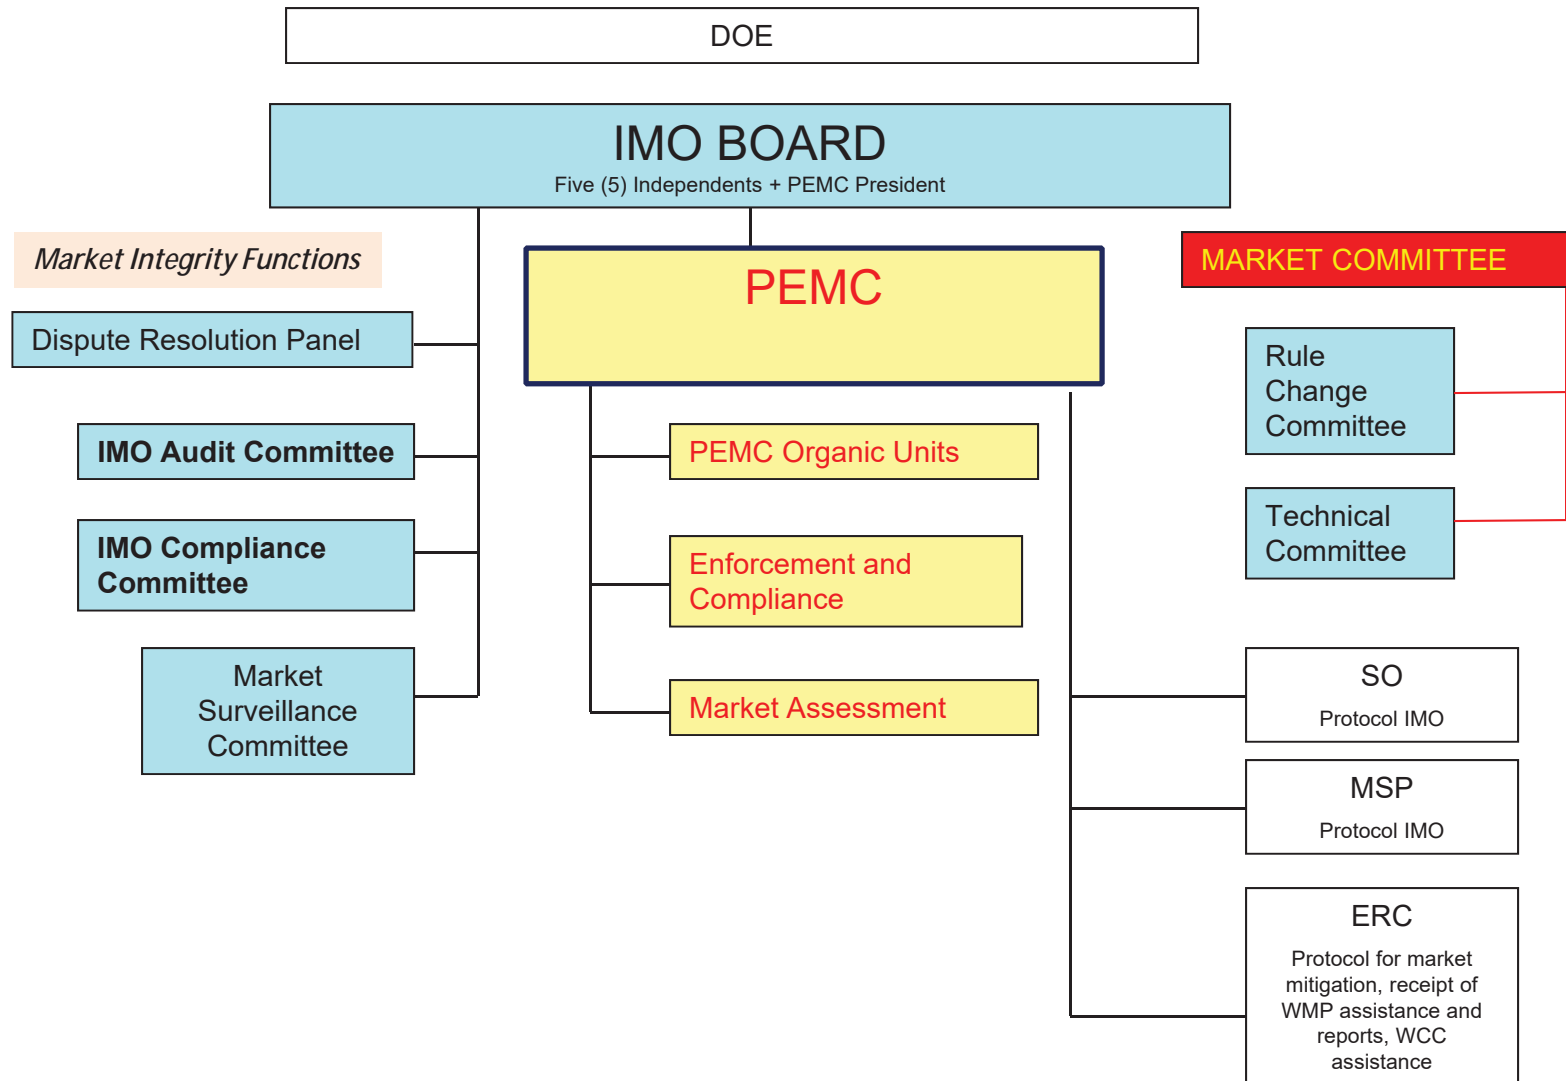 DOE
IMO BOARD
Five (5) Independents + PEMC President
Market Integrity Functions
PEMC
MARKET COMMITTEE
Dispute Resolution Panel
IMO Audit Committee
IMO Compliance
Committee
Market
Surveillance
Committee
PEMC Organic Units
Enforcement and
Compliance
Market Assessment
Rule
Change
Committee
Technical
Committee
SO
Protocol IMO
MSP
Protocol IMO
ERC
Protocol for market
mitigation, receipt of
WMP assistance and
reports, WCC
assistance